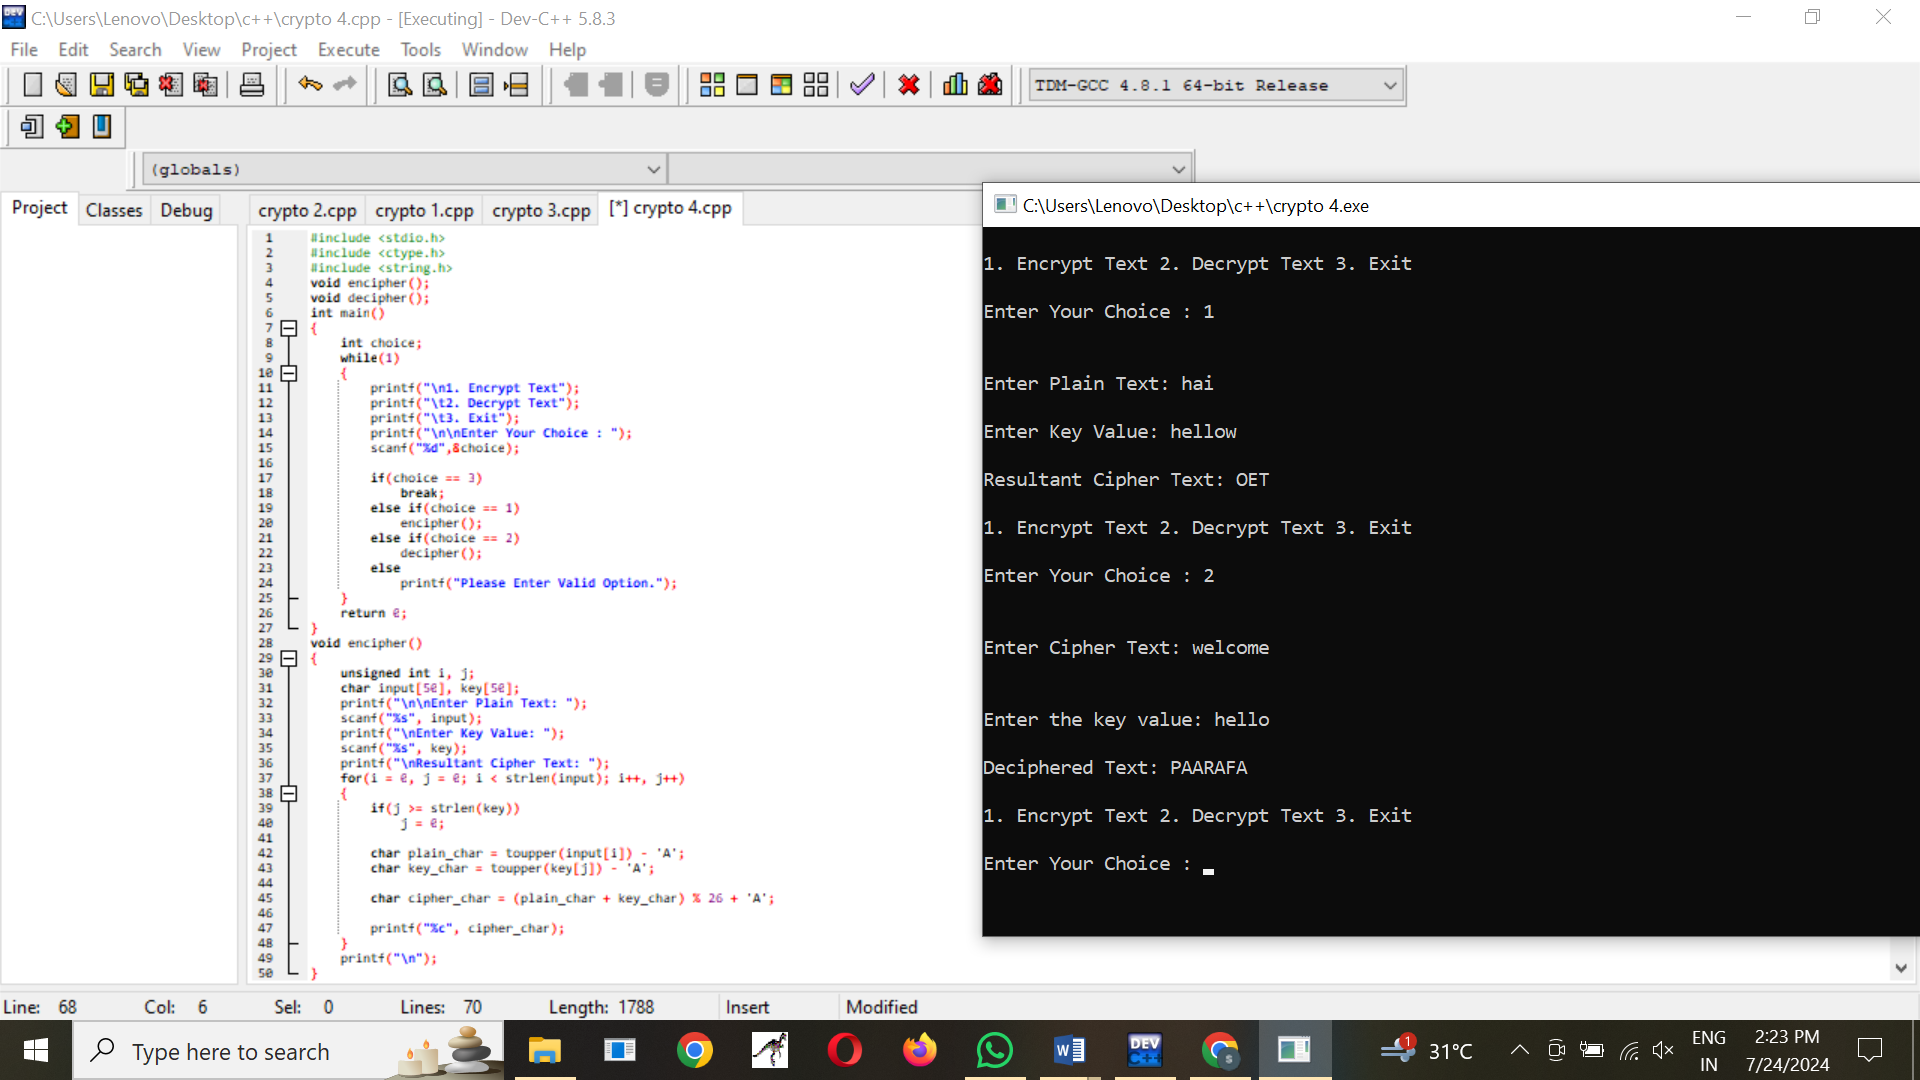 C:\Users\Lenovo\Desktop\c++\crypto 4.cpp - [Executing] - Dev-C++ 5.8.3
File Edit Search View Project Execute Tools Window Help
TDM-GCC 4.8.1 64-bit Release
(globals)
Project Classes Debug
crypto 2.cpp crypto 1.cpp crypto 3.cpp [*] crypto 4.cpp
1 #include <stdio.h>
2 #include <ctype.h>
3 #include <string.h>
4 void encipher();
5 void decipher();
6 int main()
7 {
8 int choice;
9 while(1)
10 {
11 printf("\n1. Encrypt Text");
12 printf("\t2. Decrypt Text");
13 printf("\t3. Exit");
14 printf("\n\nEnter Your Choice : ");
15 scanf("%d",&choice);
16
17 if(choice == 3)
18 break;
19 else if(choice == 1)
20 encipher();
21 else if(choice == 2)
22 decipher();
23 else
24 printf("Please Enter Valid Option.");
25 }
26 return 0;
27 }
28 void encipher()
29 {
30 unsigned int i, j;
31 char input[50], key[50];
32 printf("\n\nEnter Plain Text: ");
33 scanf("%s", input);
34 printf("\nEnter Key Value: ");
35 scanf("%s", key);
36 printf("\nResultant Cipher Text: ");
37 for(i = 0, j = 0; i < strlen(input); i++, j++)
38 {
39 if(j >= strlen(key))
40 j = 0;
41
42 char plain_char = toupper(input[i]) - 'A';
43 char key_char = toupper(key[j]) - 'A';
44
45 char cipher_char = (plain_char + key_char) % 26 + 'A';
46
47 printf("%c", cipher_char);
48 }
49 printf("\n");
50 }
C:\Users\Lenovo\Desktop\c++\crypto 4.exe
1. Encrypt Text 2. Decrypt Text 3. Exit
Enter Your Choice : 1
Enter Plain Text: hai
Enter Key Value: hellow
Resultant Cipher Text: OET
1. Encrypt Text 2. Decrypt Text 3. Exit
Enter Your Choice : 2
Enter Cipher Text: welcome
Enter the key value: hello
Deciphered Text: PAARAFA
1. Encrypt Text 2. Decrypt Text 3. Exit
Enter Your Choice :
Line: 68 Col: 6 Sel: 0 Lines: 70 Length: 1788 Insert Modified
Type here to search
DEV C++
1
31°C
ENG
IN
2:23 PM
7/24/2024